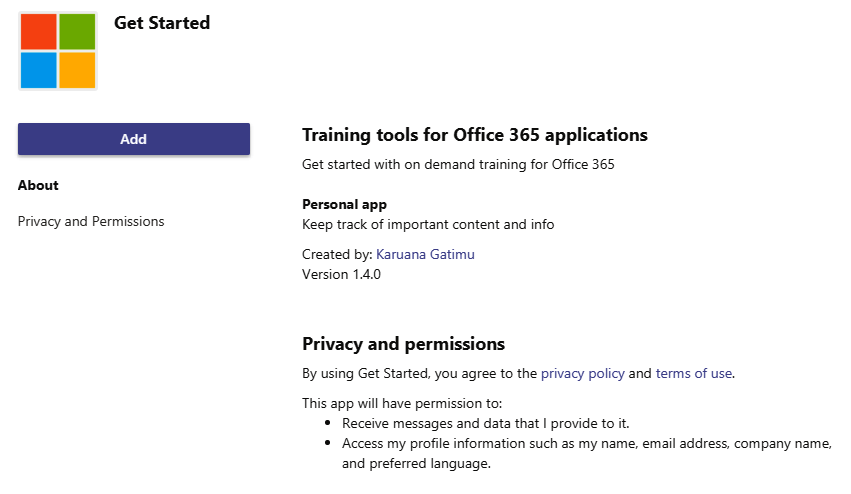 Get Started
Add
About
Privacy and Permissions
Training tools for Office 365 applications
Get started with on demand training for Office 365
Personal app
Keep track of important content and info
Created by: Karuana Gatimu
Version 1.4.0
Privacy and permissions
By using Get Started, you agree to the privacy policy and terms of use.
This app will have permission to:
• Receive messages and data that I provide to it.
• Access my profile information such as my name, email address, company name,
and preferred language.